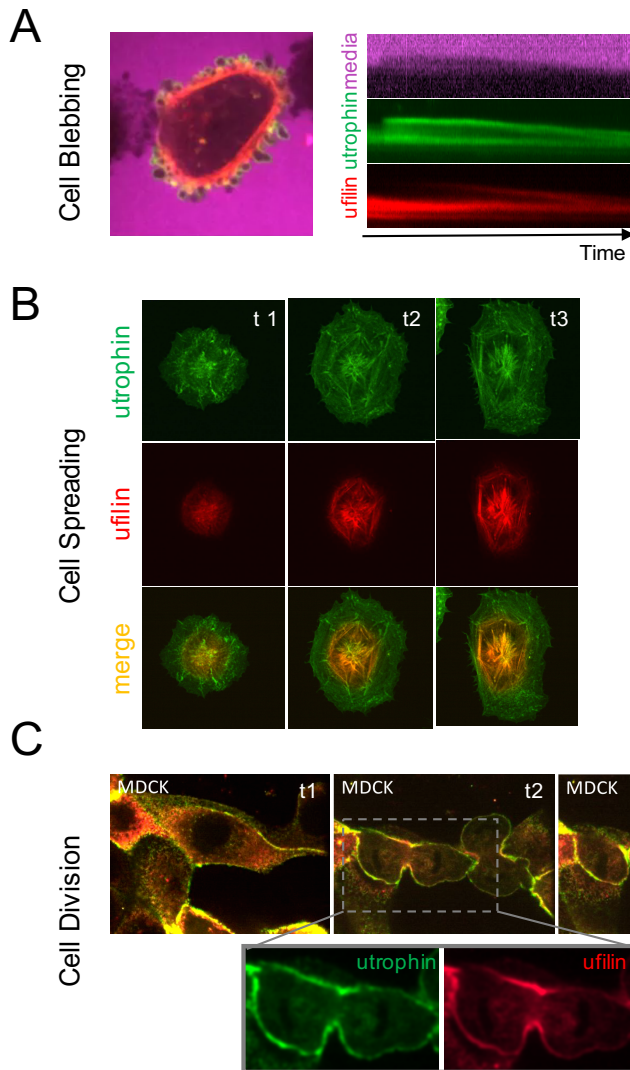 A
Cell Blebbing
ufilin utrophin media
Time
B
Cell Spreading
utrophin
t 1
t2
t3
ufilin
merge
C
Cell Division
MDCK
t1
MDCK
t2
MDCK
utrophin
ufilin